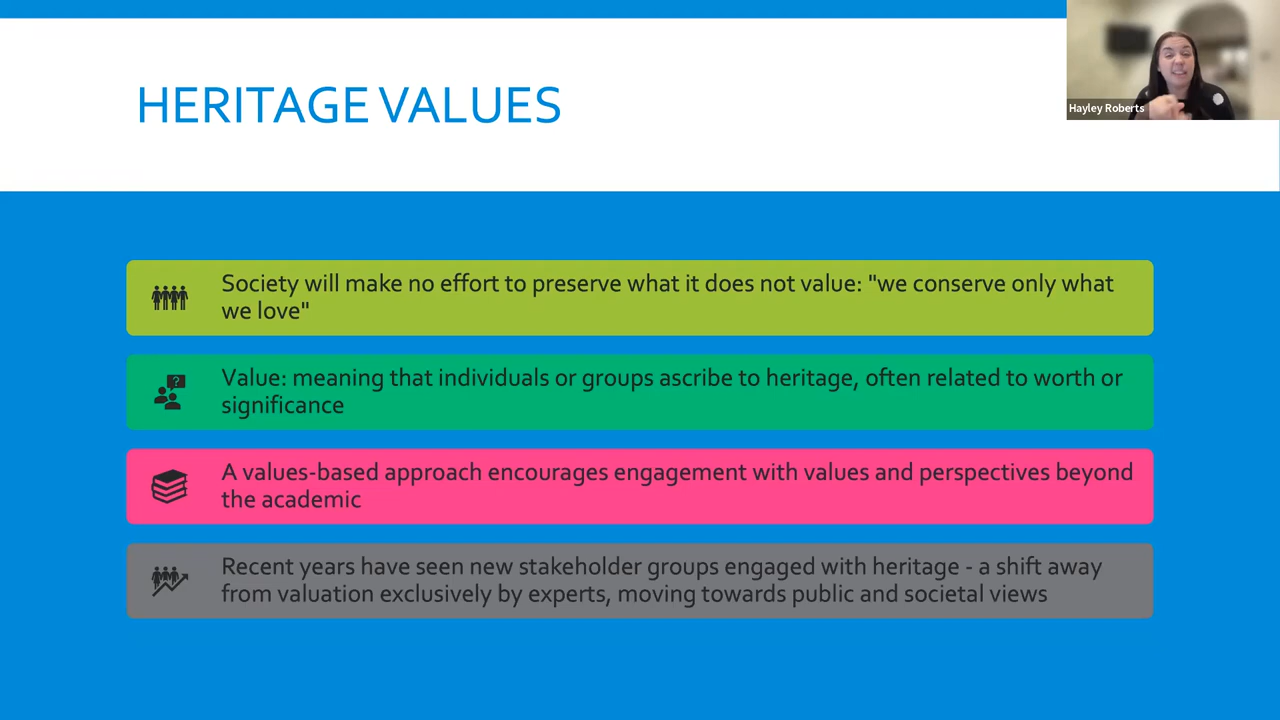 HERITAGE VALUES
Hayley Roberts
Society will make no effort to preserve what it does not value: "we conserve only what
we love"
?
Value: meaning that individuals or groups ascribe to heritage, often related to worth or
significance
A values-based approach encourages engagement with values and perspectives beyond
the academic
Recent years have seen new stakeholder groups engaged with heritage - a shift away
from valuation exclusively by experts, moving towards public and societal views